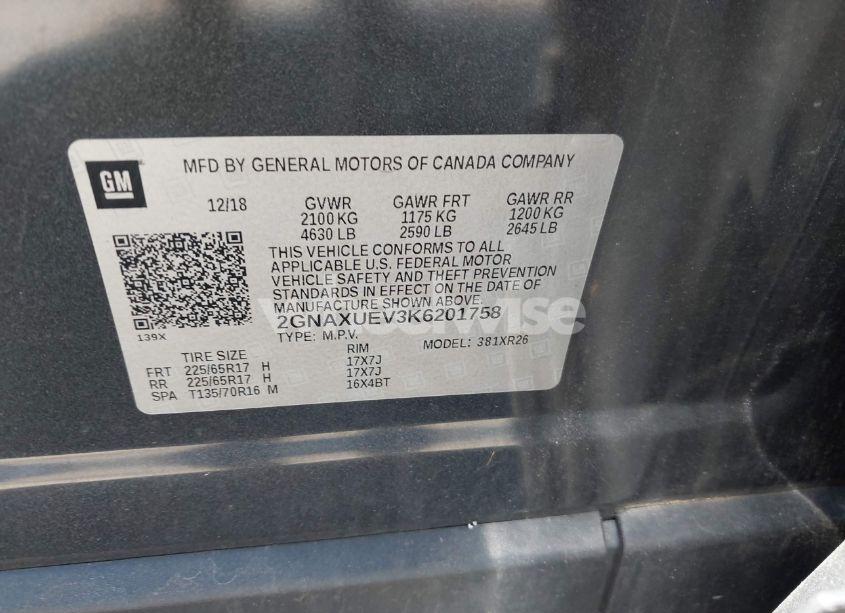 GM
MFD BY GENERAL MOTORS OF CANADA COMPANY
12/18 GVWR GAWR FRT GAWR RR
2100 KG 1175 KG 1200 KG
4630 LB 2590 LB 2645 LB
THIS VEHICLE CONFORMS TO ALL
APPLICABLE U.S. FEDERAL MOTOR
VEHICLE SAFETY AND THEFT PREVENTION
STANDARDS IN EFFECT ON THE DATE OF
MANUFACTURE SHOWN ABOVE.
2GNAXUEV3K6201758
139X
TYPE: M.P.V. MODEL: 381XR26
TIRE SIZE RIM
FRT 225/65R17 H 17X7J
RR 225/65R17 H 17X7J
SPA T135/70R16 M 16X4BT